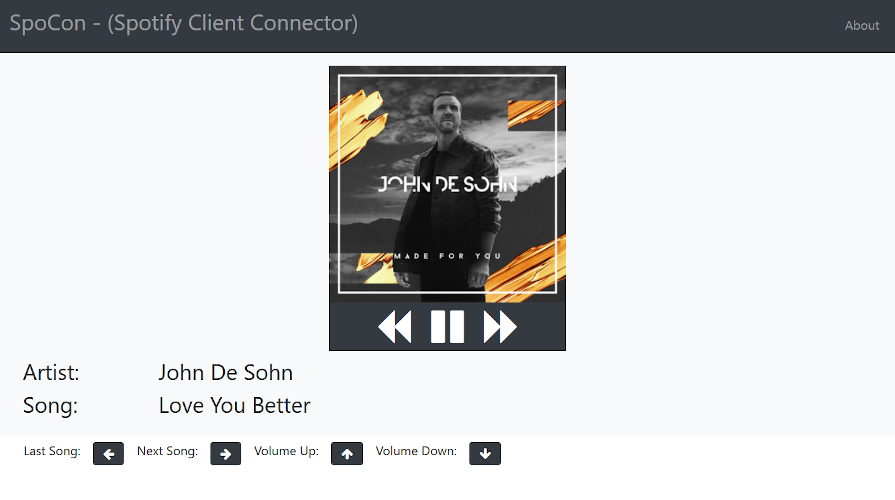 SpoCon - (Spotify Client Connector)
About
JOHN DE SOHN
MADE FOR YOU
Artist: John De Sohn
Song: Love You Better
Last Song: Next Song: Volume Up: Volume Down: